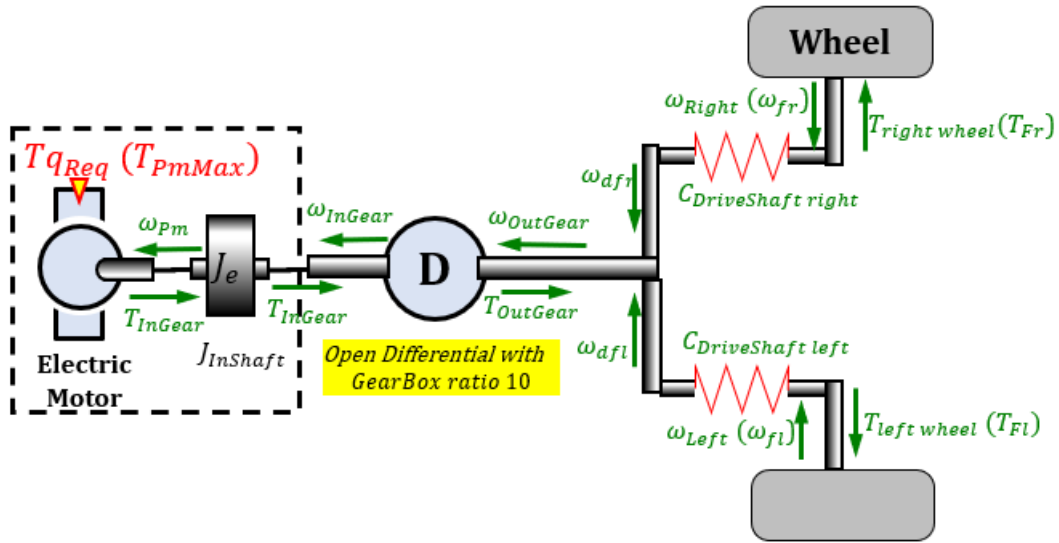 Wheel
ω_Right (ω_fr)
T_right wheel(T_Fr)
Tq_Req (T_PmMax)
C_DriveShaft right
ω_dfr
ω_InGear
ω_OutGear
ω_Pm
J_e
D
T_InGear
T_InGear
T_OutGear
J_InShaft
ω_dfl
C_DriveShaft left
Electric
Motor
Open Differential with
GearBox ratio 10
ω_Left (ω_fl)
T_left wheel (T_Fl)